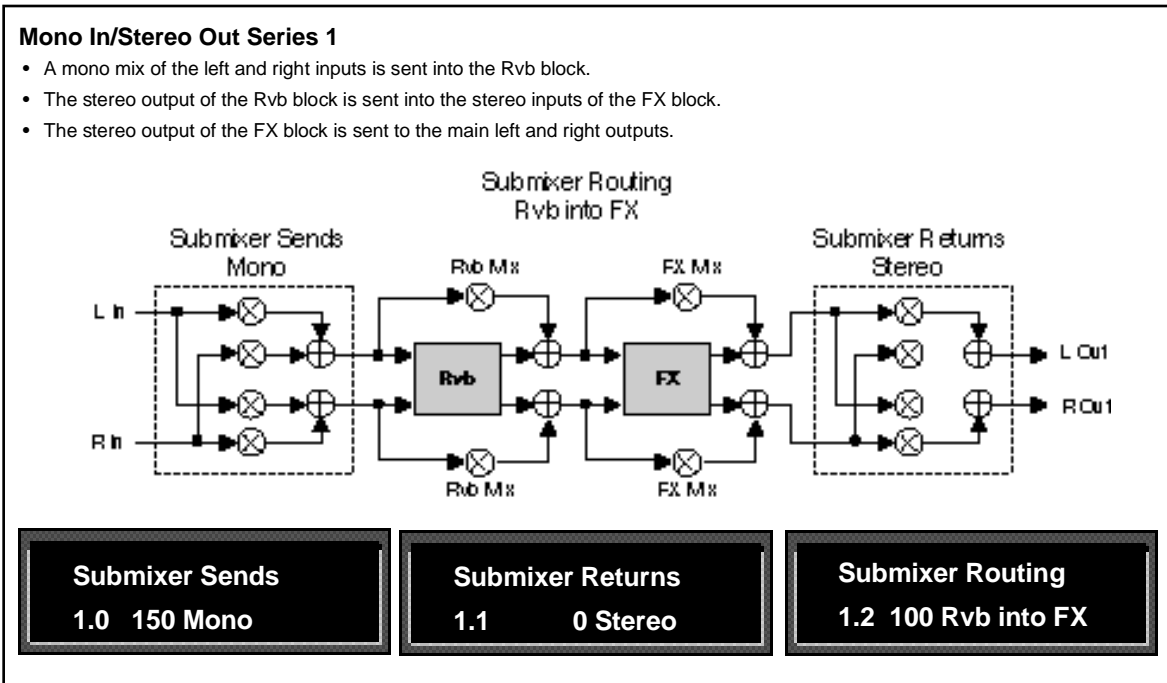 Mono In/Stereo Out Series 1
• A mono mix of the left and right inputs is sent into the Rvb block.
• The stereo output of the Rvb block is sent into the stereo inputs of the FX block.
• The stereo output of the FX block is sent to the main left and right outputs.
Submixer Routing
Rvb into FX
Submixer Sends
Mono
Submixer Returns
Stereo
Rvb Mx
FX Mx
L In
L Out
Rvb
FX
R Out
R In
Rvb Mx
FX Mx
Submixer Sends
1.0 150 Mono
Submixer Returns
1.1 0 Stereo
Submixer Routing
1.2 100 Rvb into FX